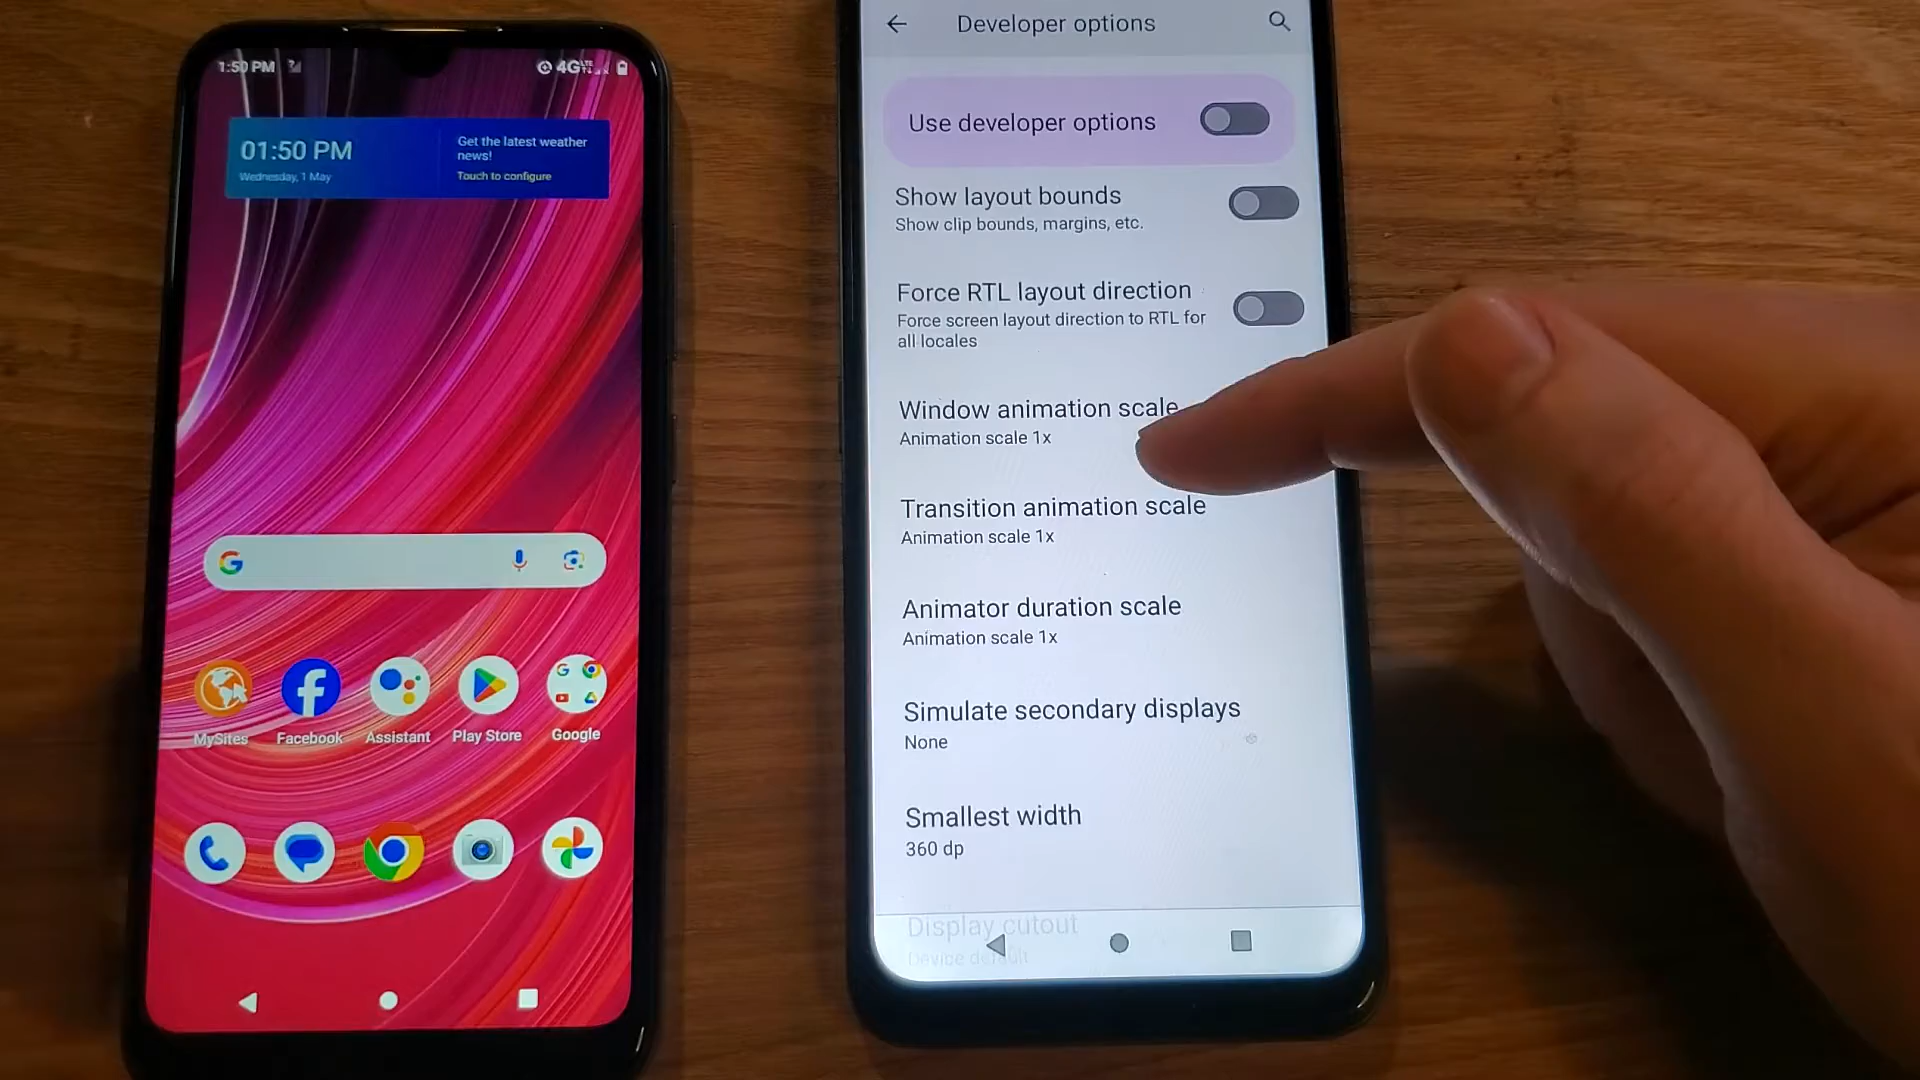 1:50 PM
4G LTE
01:50 PM
Wednesday, 1 May
Get the latest weather
news!
Touch to configure
MySites
Facebook
Assistant
Play Store
Google
Developer options
Use developer options
Show layout bounds
Show clip bounds, margins, etc.
Force RTL layout direction
Force screen layout direction to RTL for
all locales
Window animation scale
Animation scale 1x
Transition animation scale
Animation scale 1x
Animator duration scale
Animation scale 1x
Simulate secondary displays
None
Smallest width
360 dp
Display cutout
Device default